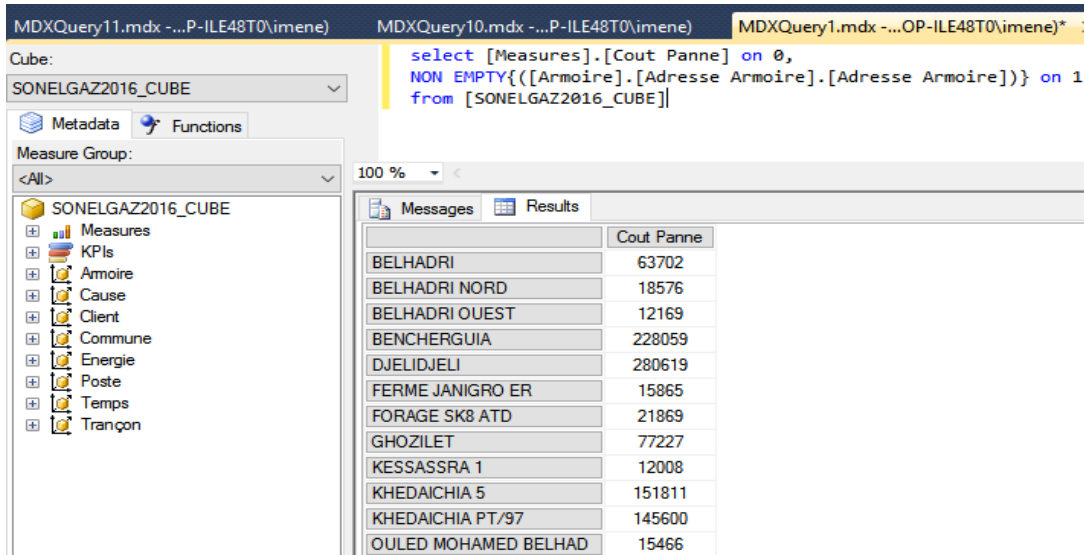 MDXQuery11.mdx -...P-ILE48T0\imene) MDXQuery10.mdx -...P-ILE48T0\imene) MDXQuery1.mdx -...OP-ILE48T0\imene)*
Cube:
SONELGAZ2016_CUBE
Metadata Functions
Measure Group:
<All>
SONELGAZ2016_CUBE
Measures
KPIs
Armoire
Cause
Client
Commune
Energie
Poste
Temps
Trançon
select [Measures].[Cout Panne] on 0,
NON EMPTY{([Armoire].[Adresse Armoire].[Adresse Armoire])} on 1
from [SONELGAZ2016_CUBE]
100 %
Messages Results
Cout Panne
BELHADRI 63702
BELHADRI NORD 18576
BELHADRI OUEST 12169
BENCHERGUIA 228059
DJELIDJELI 280619
FERME JANIGRO ER 15865
FORAGE SK8 ATD 21869
GHOZILET 77227
KESSASSRA 1 12008
KHEDAICHIA 5 151811
KHEDAICHIA PT/97 145600
OULED MOHAMED BELHAD 15466